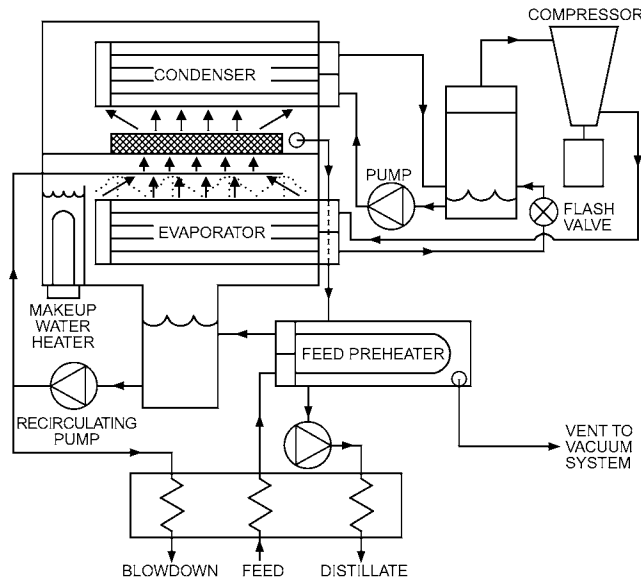 COMPRESSOR
CONDENSER
PUMP
FLASH
VALVE
EVAPORATOR
MAKEUP
WATER
HEATER
FEED PREHEATER
RECIRCULATING
PUMP
VENT TO
VACUUM
SYSTEM
BLOWDOWN
FEED
DISTILLATE